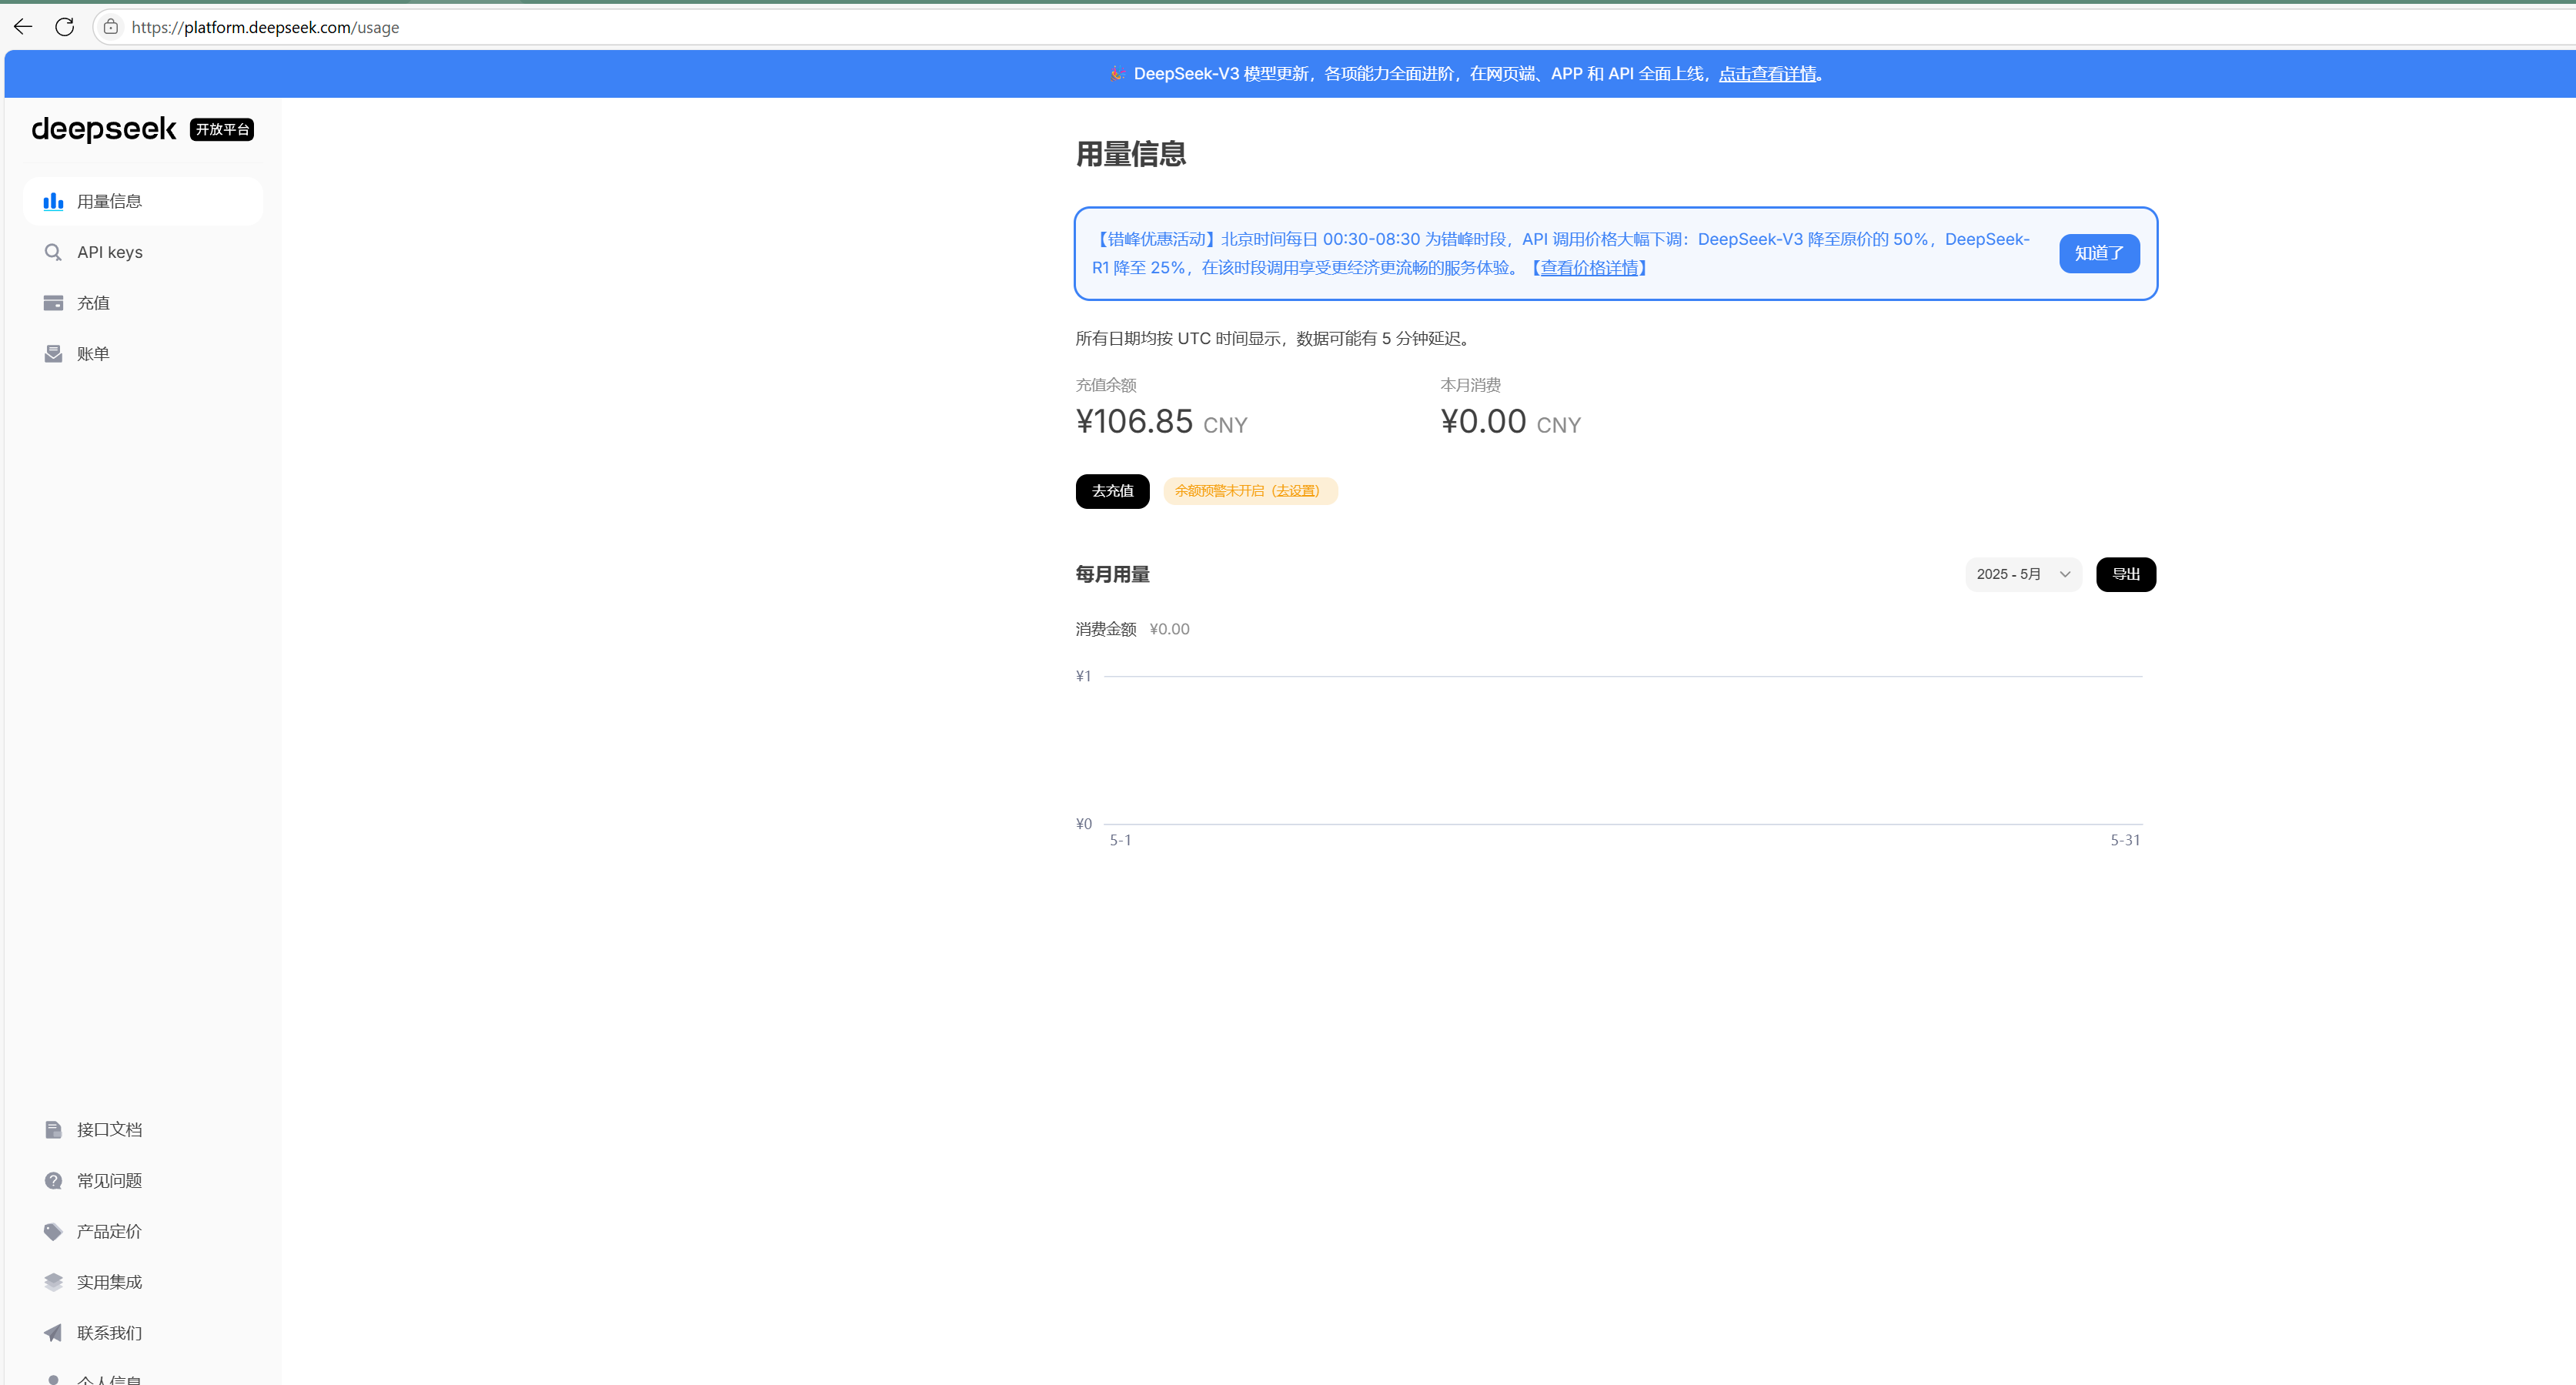 https://platform.deepseek.com/usage
🎉 DeepSeek-V3 模型更新，各项能力全面进阶，在网页端、APP 和 API 全面上线，点击查看详情。
deepseek 开放平台
用量信息
API keys
充值
账单
接口文档
常见问题
产品定价
实用集成
联系我们
个人信息
用量信息
【错峰优惠活动】北京时间每日 00:30-08:30 为错峰时段，API 调用价格大幅下调：DeepSeek-V3 降至原价的 50%，DeepSeek-
R1 降至 25%，在该时段调用享受更经济更流畅的服务体验。【查看价格详情】
知道了
所有日期均按 UTC 时间显示，数据可能有 5 分钟延迟。
充值余额
¥106.85 CNY
本月消费
¥0.00 CNY
去充值
余额预警未开启（去设置）
每月用量
2025 - 5月
导出
消费金额 ¥0.00
¥1
¥0
5-1
5-31